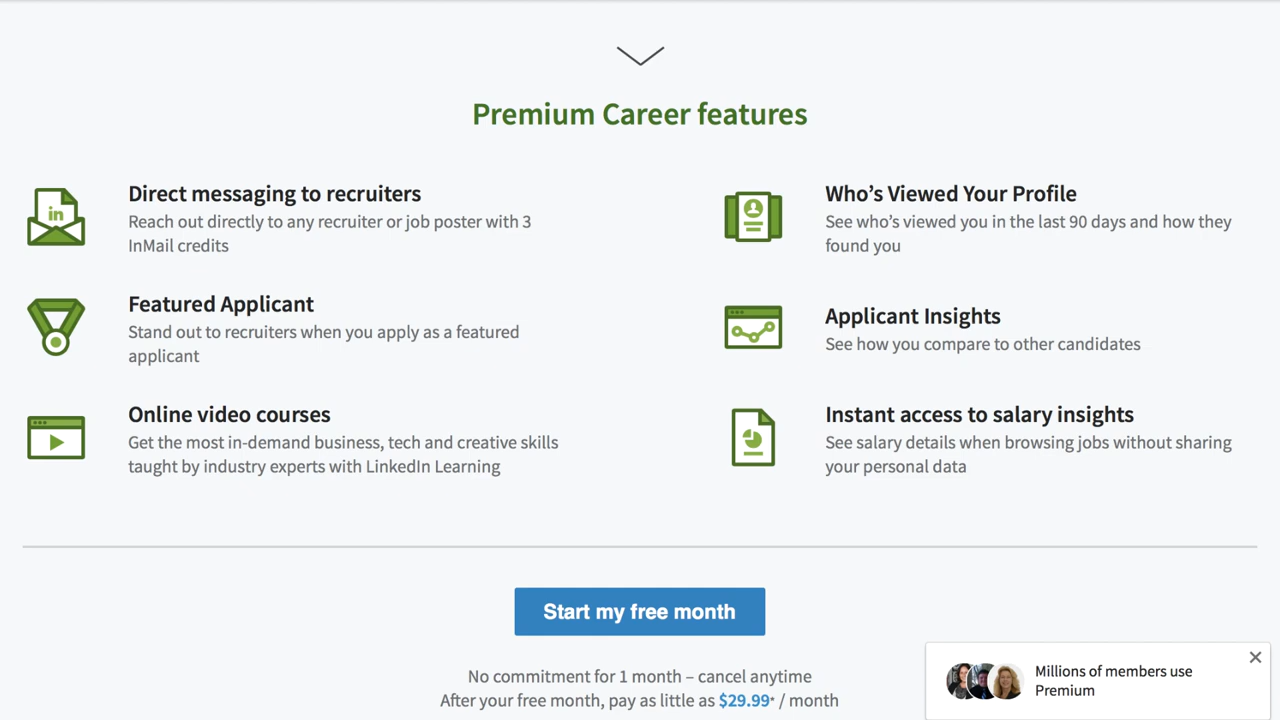 Premium Career features
Direct messaging to recruiters
Reach out directly to any recruiter or job poster with 3
InMail credits
Who's Viewed Your Profile
See who's viewed you in the last 90 days and how they
found you
Featured Applicant
Stand out to recruiters when you apply as a featured
applicant
Applicant Insights
See how you compare to other candidates
Online video courses
Get the most in-demand business, tech and creative skills
taught by industry experts with LinkedIn Learning
Instant access to salary insights
See salary details when browsing jobs without sharing
your personal data
in
Start my free month
No commitment for 1 month – cancel anytime
After your free month, pay as little as $29.99* / month
Millions of members use
Premium